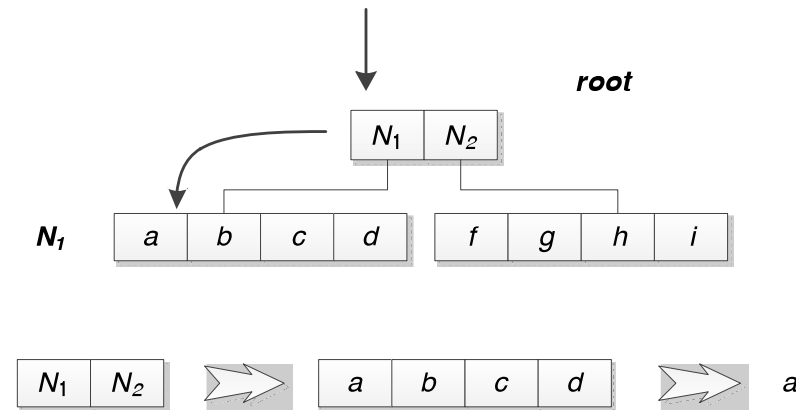 root
N₁ N₂
N₁ a b c d f g h i
N₁ N₂ a b c d a